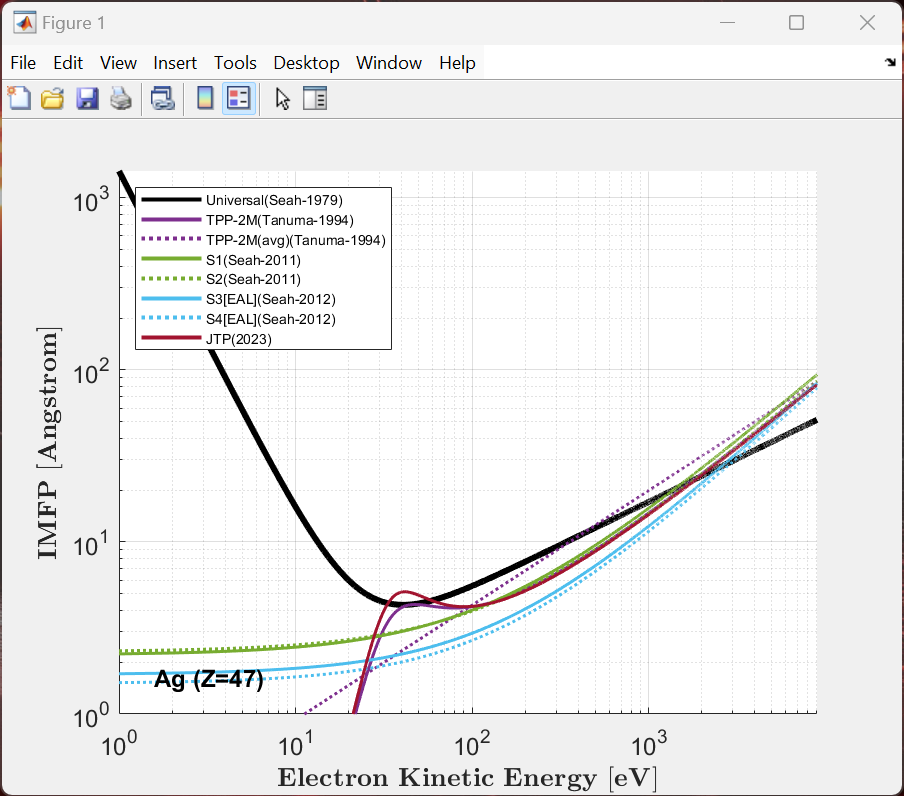 Figure 1
File Edit View Insert Tools Desktop Window Help
Universal(Seah-1979)
TPP-2M(Tanuma-1994)
TPP-2M(avg)(Tanuma-1994)
S1(Seah-2011)
S2(Seah-2011)
S3[EAL](Seah-2012)
S4[EAL](Seah-2012)
JTP(2023)
10³
10²
10¹
10⁰
IMFP [Angstrom]
Ag (Z=47)
10⁰ 10¹ 10² 10³
Electron Kinetic Energy [eV]